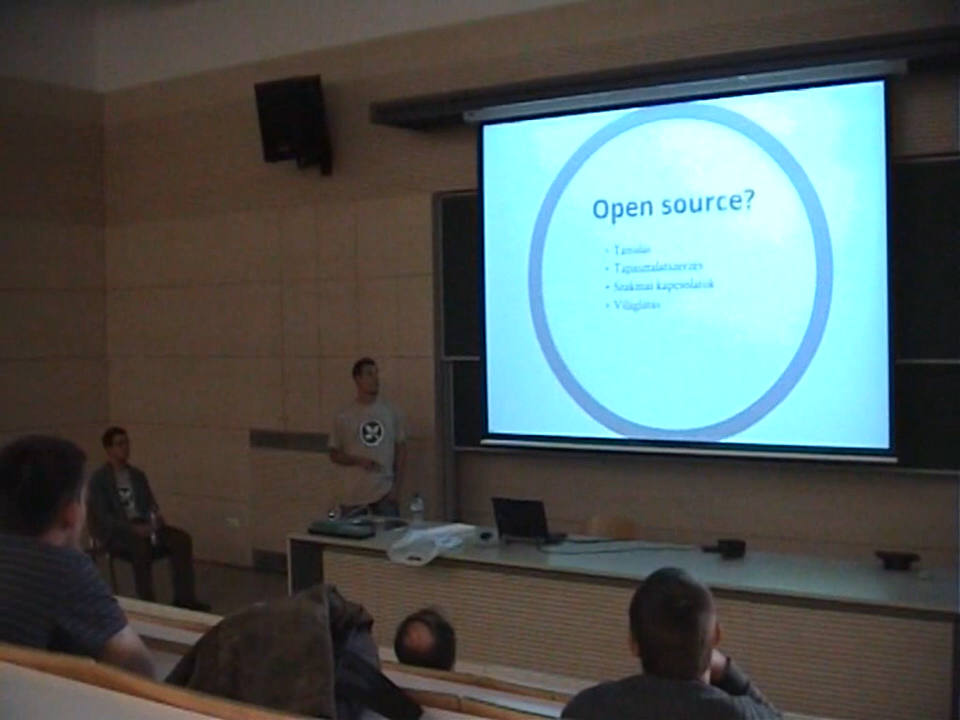 Open source?
• Tanulás
• Tapasztalatszerzés
• Szakmai kapcsolatok
• Világlátás